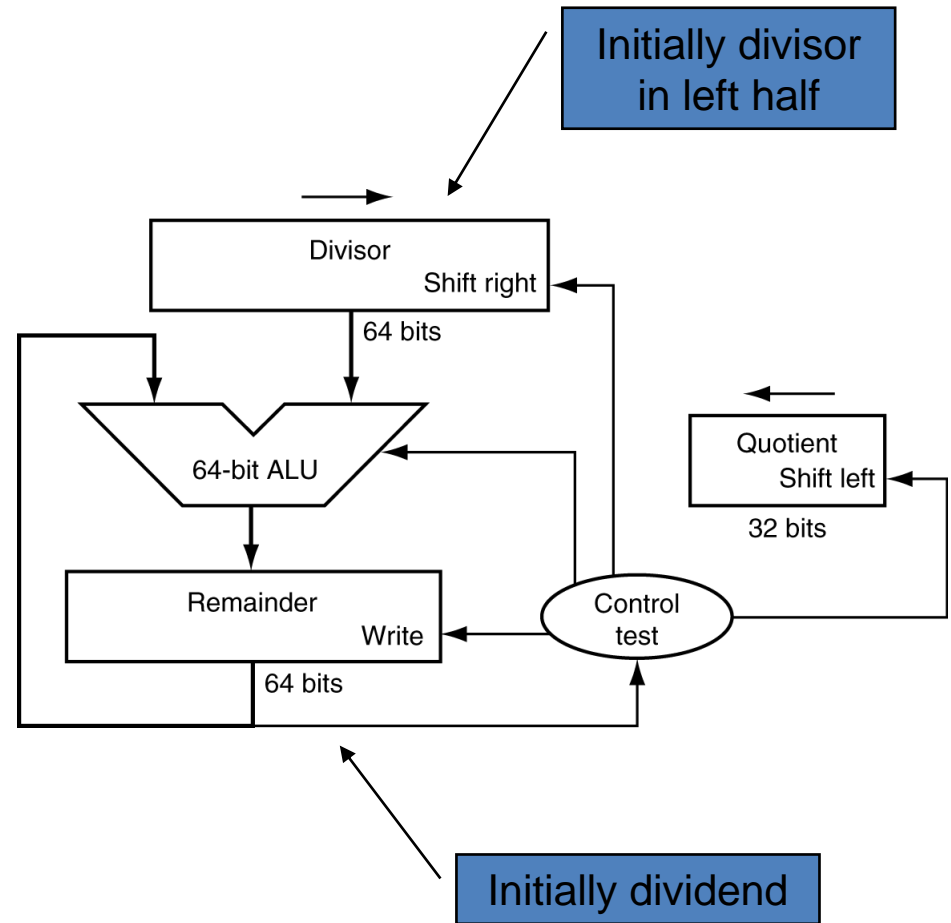 Initially divisor
in left half
Divisor
Shift right
64 bits
64-bit ALU
Quotient
Shift left
32 bits
Remainder
Write
Control
test
64 bits
Initially dividend